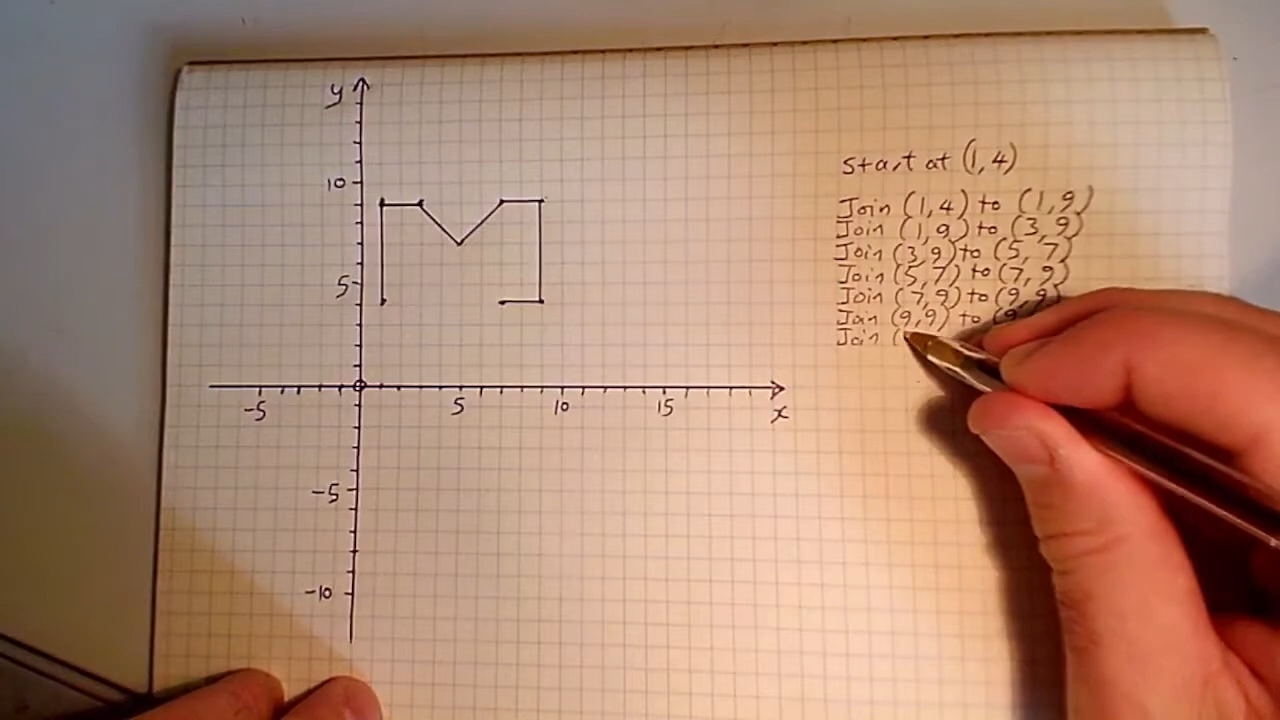 y
10
5
-5
5
10
15
x
-5
-10
Start at (1,4)
Join (1,4) to (1,9)
Join (1,9) to (3,9)
Join (3,9) to (5,7)
Join (5,7) to (7,9)
Join (7,9) to (9,9)
Join (9,9) to (9
Join (